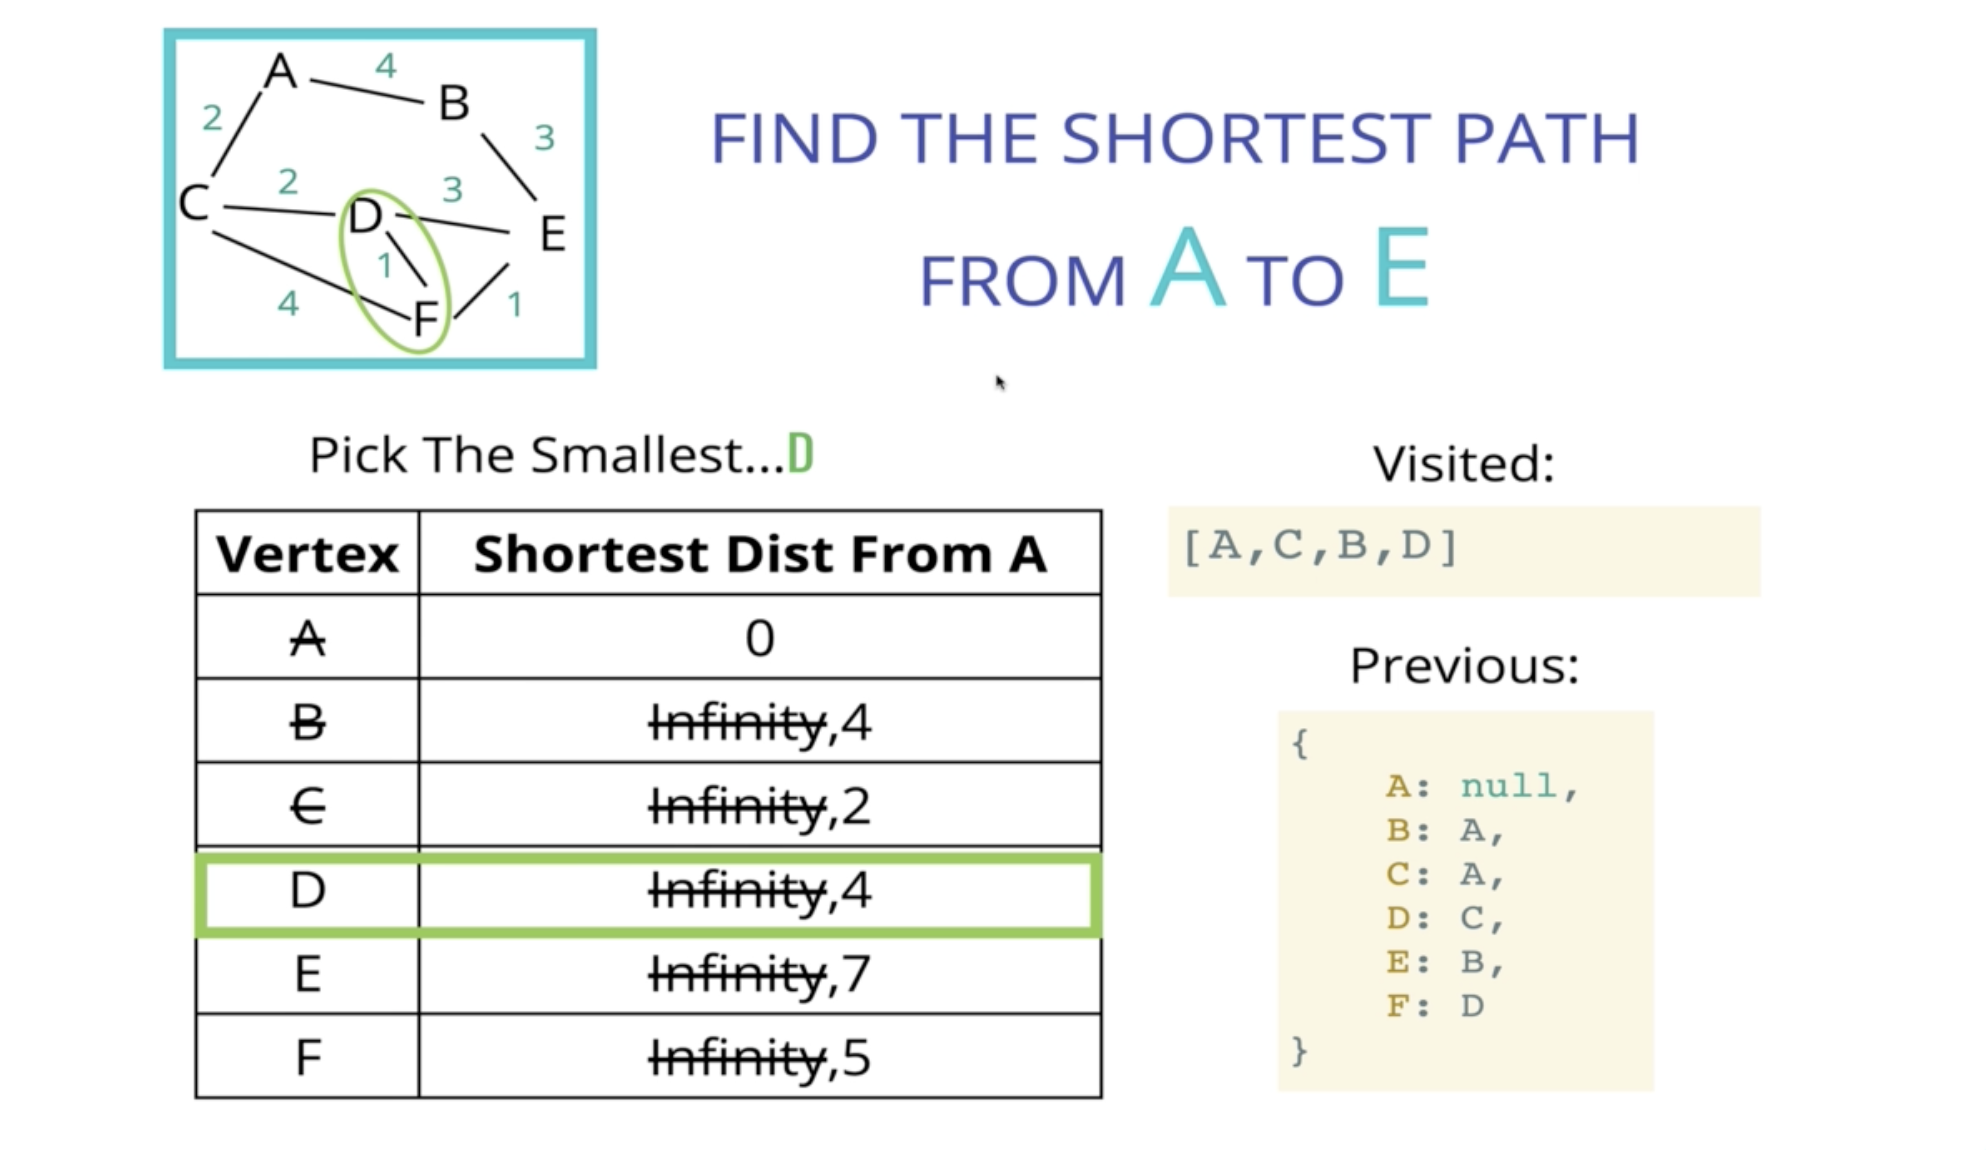 A
4
B
2
3
C
2
D
3
E
1
4
F
1
FIND THE SHORTEST PATH
FROM A TO E
Pick The Smallest...D
Vertex Shortest Dist From A
A 0
B Infinity,4
C Infinity,2
D Infinity,4
E Infinity,7
F Infinity,5
Visited:
[A,C,B,D]
Previous:
{
A: null,
B: A,
C: A,
D: C,
E: B,
F: D
}